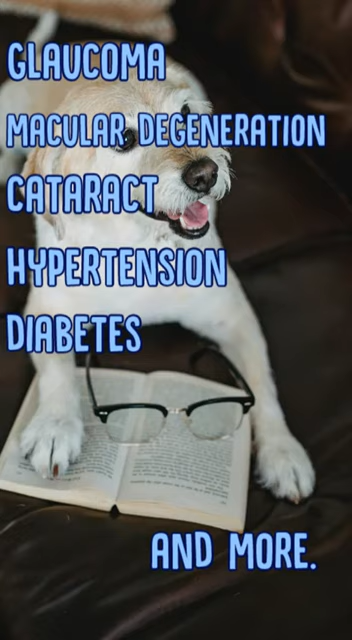 GLAUCOMA
MACULAR DEGENERATION
CATARACT
HYPERTENSION
DIABETES
AND MORE.